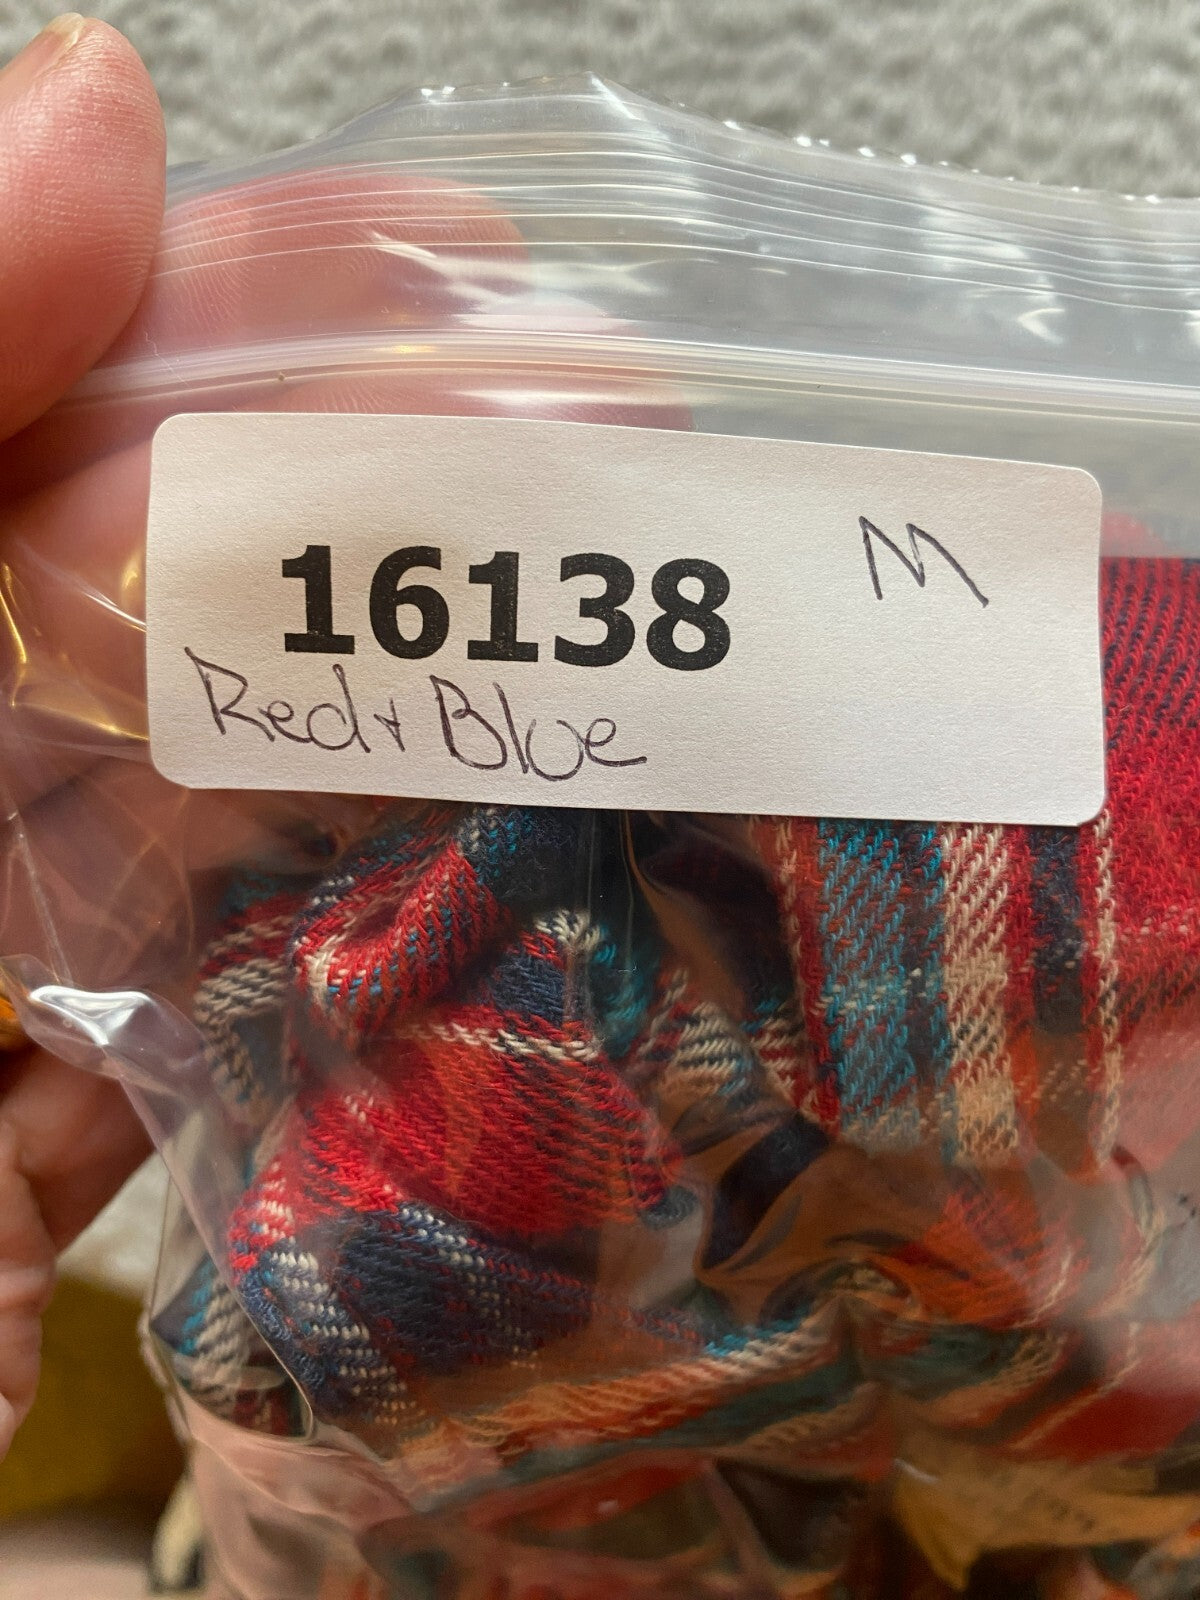 16138 M
Red + Blue